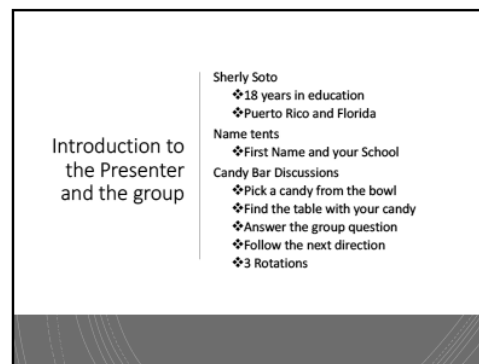 Introduction to
the Presenter
and the group
Sherly Soto
❖18 years in education
❖Puerto Rico and Florida
Name tents
❖First Name and your School
Candy Bar Discussions
❖Pick a candy from the bowl
❖Find the table with your candy
❖Answer the group question
❖Follow the next direction
❖3 Rotations